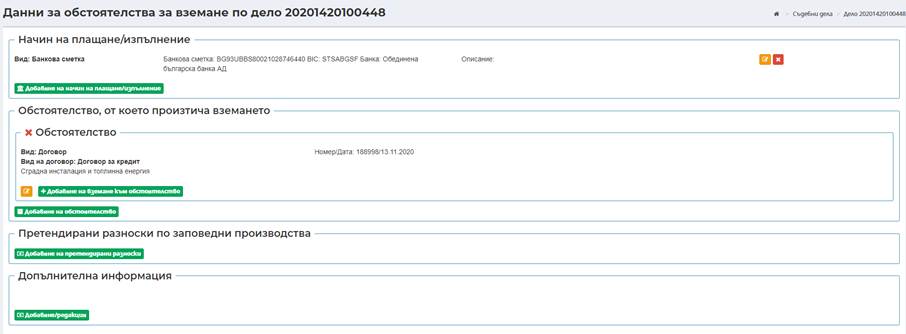 Данни за обстоятелства за вземане по дело 20201420100448
Съдебни дела
Дело 20201420100448
Начин на плащане/изпълнение
Вид: Банкова сметка
Банкова сметка: BG93UBBS80021028746440 BIC: STSABGSF Банка: Обединена
българска банка АД
Описание:
Добавяне на начин на плащане/изпълнение
Обстоятелство, от което произтича вземането
Обстоятелство
Вид: Договор
Номер/Дата: 188998/13.11.2020
Вид на договор: Договор за кредит
Сградна инсталация и топлинна енергия
Добавяне на вземане към обстоятелство
Добавяне на обстоятелство
Претендирани разноски по заповедни производства
Добавяне на претендирани разноски
Допълнителна информация
Добавяне/редакция